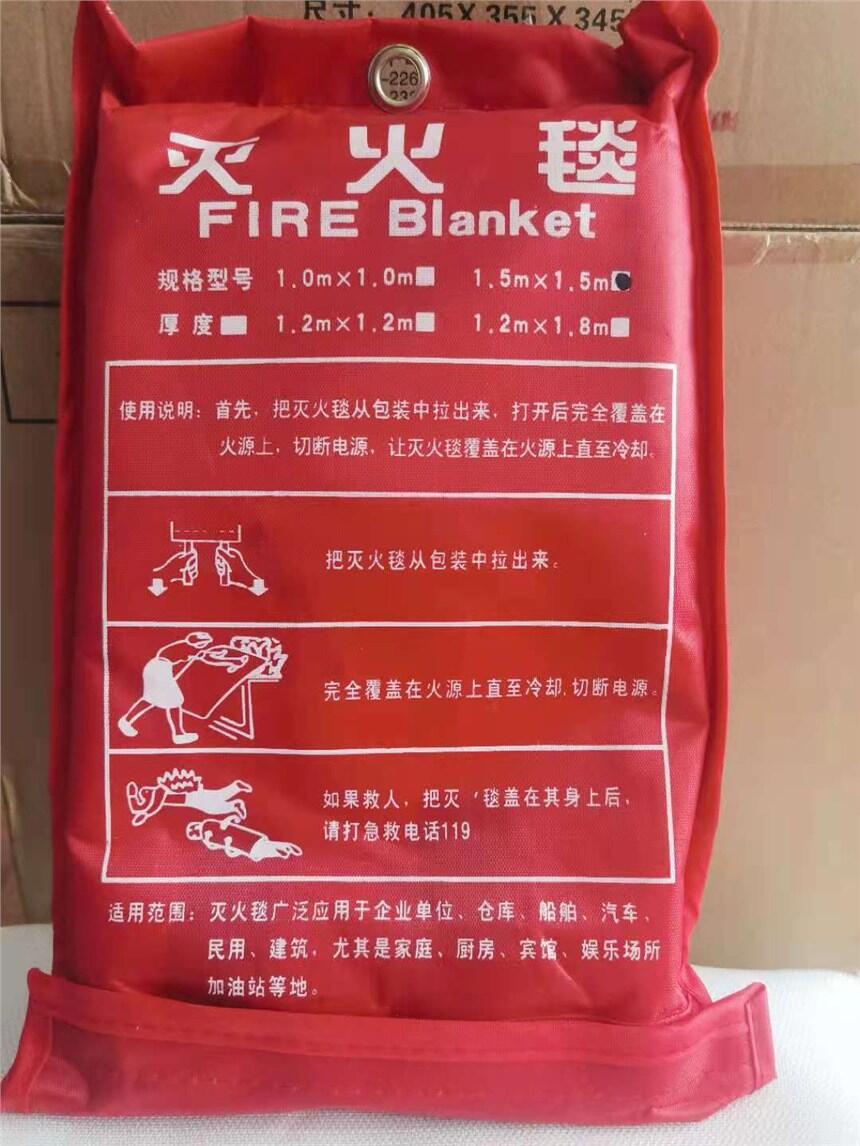 尺寸: 405X355X345
-226
灭火毯
FIRE Blanket
规格型号 1.0m×1.0m 1.5m×1.5m
厚度 1.2m×1.2m 1.2m×1.8m
使用说明: 首先, 把灭火毯从包装中拉出来, 打开后完全覆盖在
火源上, 切断电源, 让灭火毯覆盖在火源上直至冷却。
把灭火毯从包装中拉出来。
完全覆盖在火源上直至冷却,切断电源。
如果救人, 把灭 毯盖在其身上后,
请打急救电话119
适用范围: 灭火毯广泛应用于企业单位、仓库、船舶、汽车、
民用、建筑, 尤其是家庭、厨房、宾馆、娱乐场所
加油站等地。